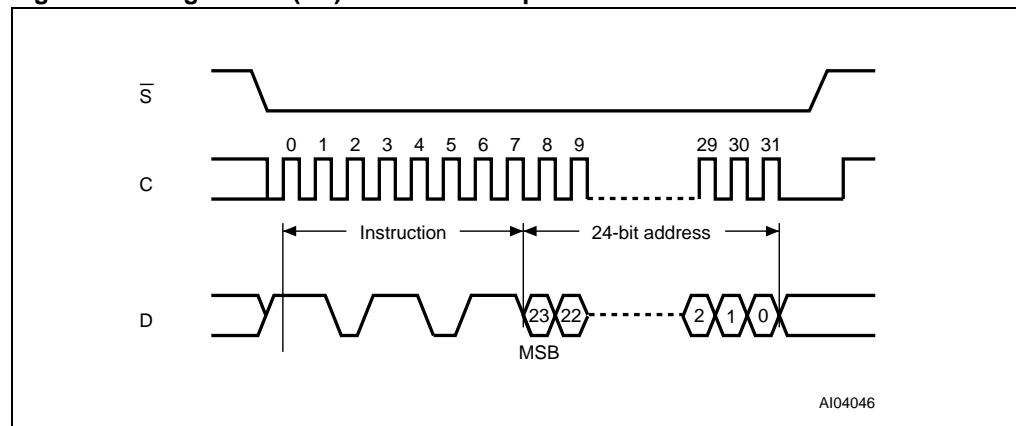 S
0 1 2 3 4 5 6 7 8 9 29 30 31
C
Instruction 24-bit address
D
23 22 2 1 0
MSB
AI04046